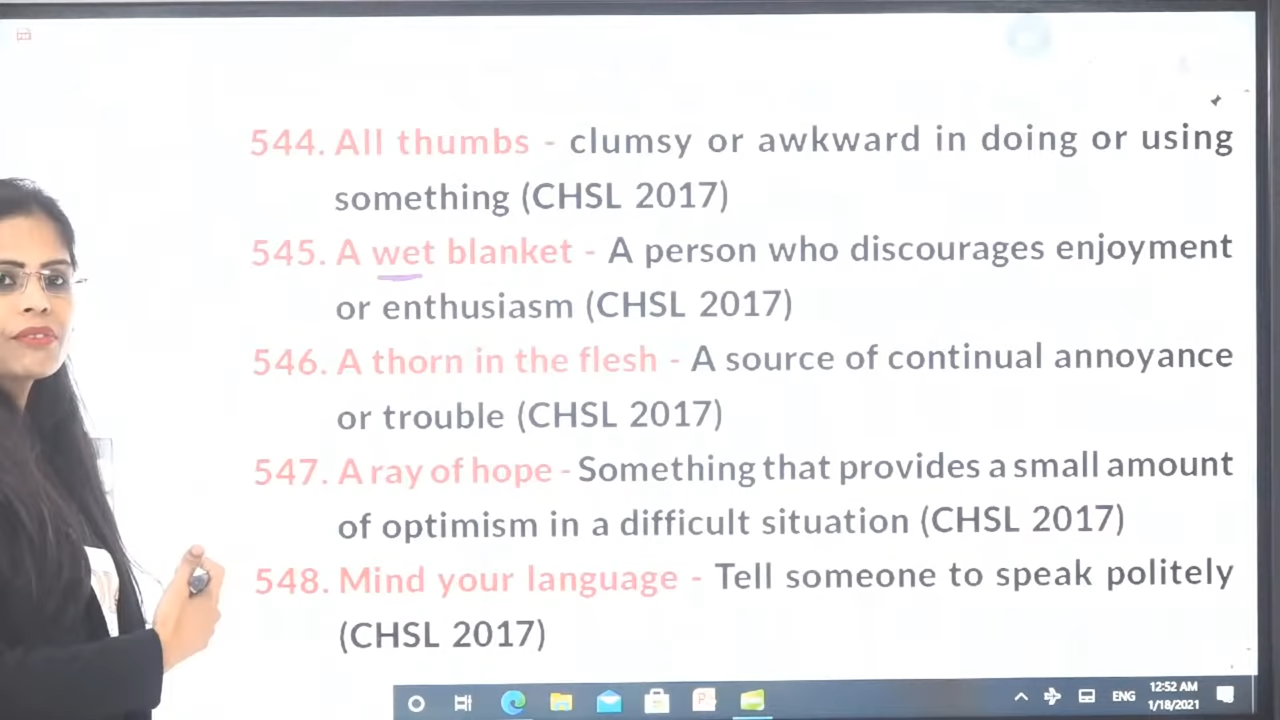 544. All thumbs - clumsy or awkward in doing or using
something (CHSL 2017)
545. A wet blanket - A person who discourages enjoyment
or enthusiasm (CHSL 2017)
546. A thorn in the flesh - A source of continual annoyance
or trouble (CHSL 2017)
547. A ray of hope - Something that provides a small amount
of optimism in a difficult situation (CHSL 2017)
548. Mind your language - Tell someone to speak politely
(CHSL 2017)
ENG
12:52 AM
1/18/2021